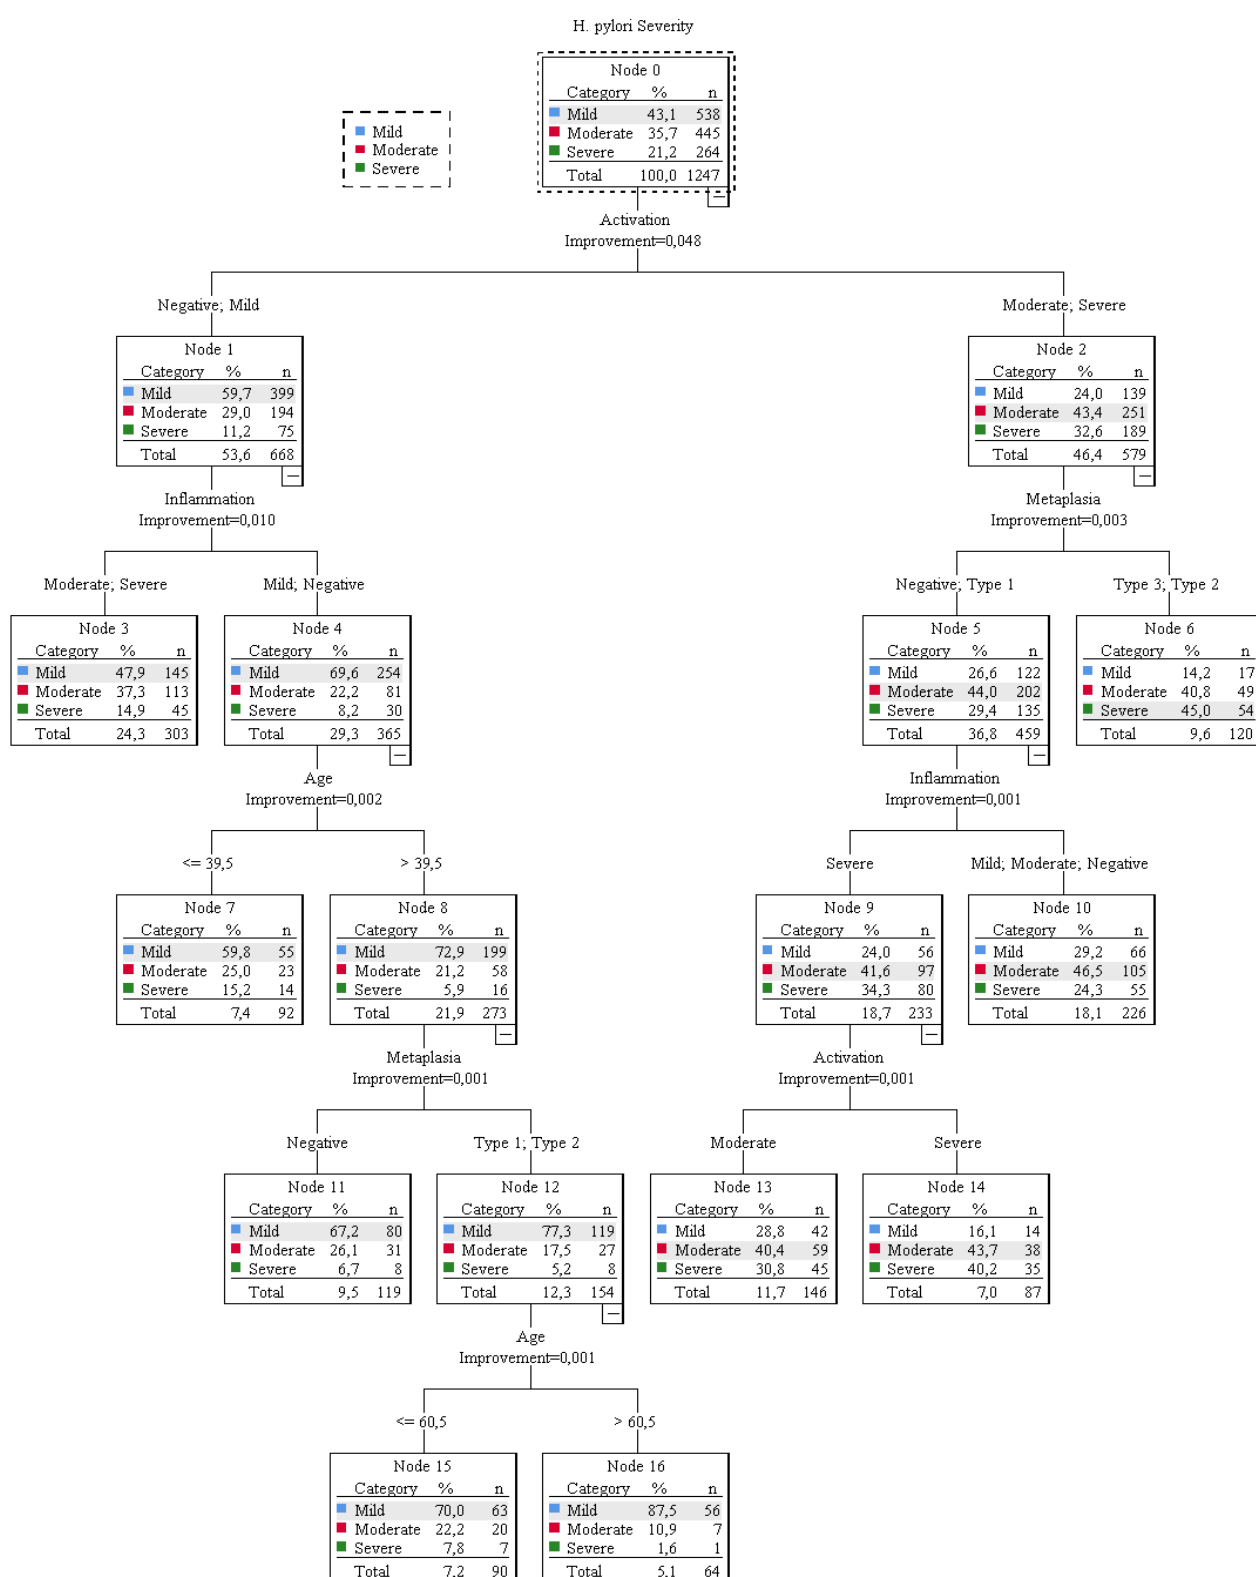 H. pylori Severity
Node 0
Category % n
Mild 43,1 538
Moderate 35,7 445
Severe 21,2 264
Total 100,0 1247
Mild
Moderate
Severe
Activation
Improvement=0,048
Negative; Mild
Moderate; Severe
Node 1
Category % n
Mild 59,7 399
Moderate 29,0 194
Severe 11,2 75
Total 53,6 668
Node 2
Category % n
Mild 24,0 139
Moderate 43,4 251
Severe 32,6 189
Total 46,4 579
Inflammation
Improvement=0,010
Metaplasia
Improvement=0,003
Moderate; Severe
Mild; Negative
Negative; Type 1
Type 3; Type 2
Node 3
Category % n
Mild 47,9 145
Moderate 37,3 113
Severe 14,9 45
Total 24,3 303
Node 4
Category % n
Mild 69,6 254
Moderate 22,2 81
Severe 8,2 30
Total 29,3 365
Node 5
Category % n
Mild 26,6 122
Moderate 44,0 202
Severe 29,4 135
Total 36,8 459
Node 6
Category % n
Mild 14,2 17
Moderate 40,8 49
Severe 45,0 54
Total 9,6 120
Age
Improvement=0,002
Inflammation
Improvement=0,001
<= 39,5
> 39,5
Severe
Mild; Moderate; Negative
Node 7
Category % n
Mild 59,8 55
Moderate 25,0 23
Severe 15,2 14
Total 7,4 92
Node 8
Category % n
Mild 72,9 199
Moderate 21,2 58
Severe 5,9 16
Total 21,9 273
Node 9
Category % n
Mild 24,0 56
Moderate 41,6 97
Severe 34,3 80
Total 18,7 233
Node 10
Category % n
Mild 29,2 66
Moderate 46,5 105
Severe 24,3 55
Total 18,1 226
Metaplasia
Improvement=0,001
Activation
Improvement=0,001
Negative
Type 1; Type 2
Moderate
Severe
Node 11
Category % n
Mild 67,2 80
Moderate 26,1 31
Severe 6,7 8
Total 9,5 119
Node 12
Category % n
Mild 77,3 119
Moderate 17,5 27
Severe 5,2 8
Total 12,3 154
Node 13
Category % n
Mild 28,8 42
Moderate 40,4 59
Severe 30,8 45
Total 11,7 146
Node 14
Category % n
Mild 16,1 14
Moderate 43,7 38
Severe 40,2 35
Total 7,0 87
Age
Improvement=0,001
<= 60,5
> 60,5
Node 15
Category % n
Mild 70,0 63
Moderate 22,2 20
Severe 7,8 7
Total 7,2 90
Node 16
Category % n
Mild 87,5 56
Moderate 10,9 7
Severe 1,6 1
Total 5,1 64